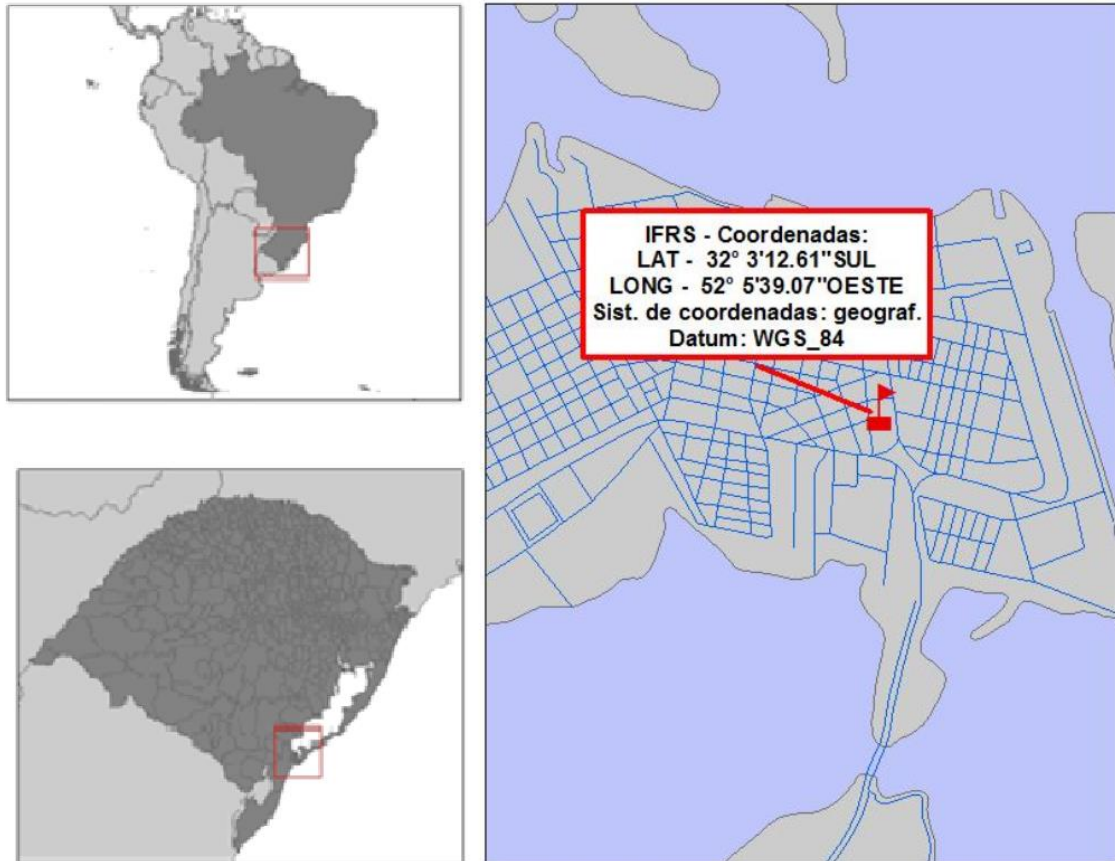 IFRS - Coordenadas:
LAT - 32° 3'12.61"SUL
LONG - 52° 5'39.07"OESTE
Sist. de coordenadas: geograf.
Datum: WGS_84